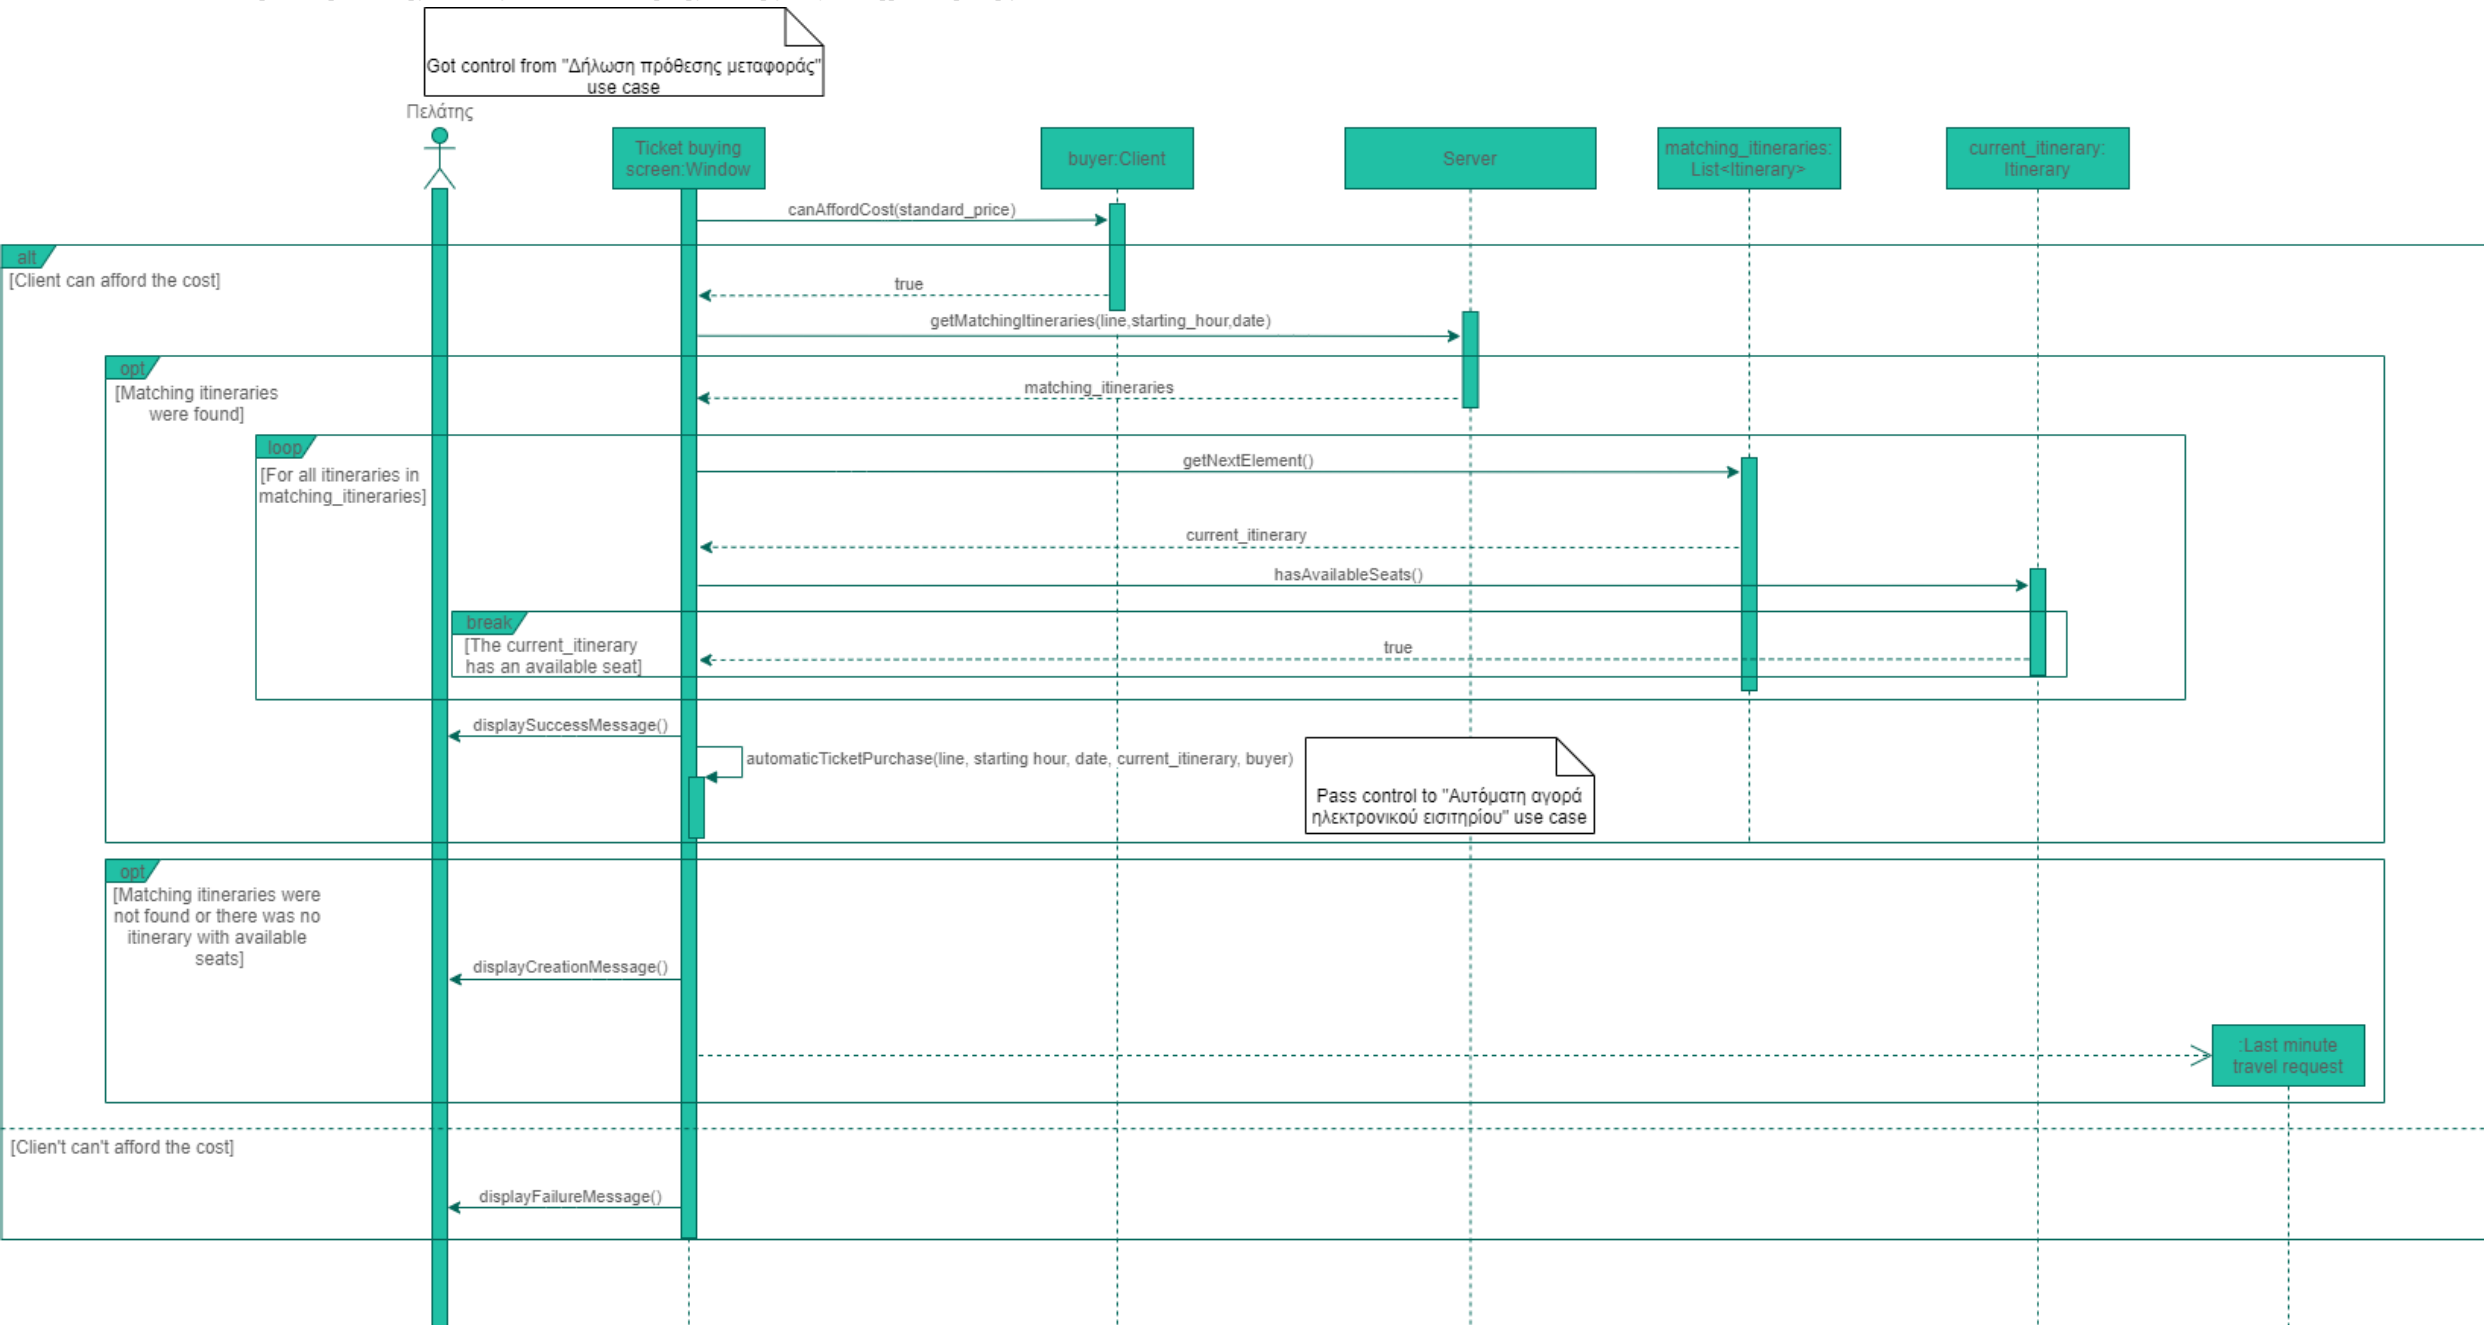 Got control from "Δήλωση πρόθεσης μεταφοράς"
use case
Πελάτης
Ticket buying
screen:Window
buyer:Client
Server
matching_itineraries:
List<Itinerary>
current_itinerary:
Itinerary
canAffordCost(standard_price)
alt
[Client can afford the cost]
true
getMatchingItineraries(line,starting_hour,date)
opt
[Matching itineraries
were found]
matching_itineraries
loop
[For all itineraries in
matching_itineraries]
getNextElement()
current_itinerary
hasAvailableSeats()
break
[The current_itinerary
has an available seat]
true
displaySuccessMessage()
automaticTicketPurchase(line, starting hour, date, current_itinerary, buyer)
Pass control to "Αυτόματη αγορά
ηλεκτρονικού εισιτηρίου" use case
opt
[Matching itineraries were
not found or there was no
itinerary with available
seats]
displayCreationMessage()
:Last minute
travel request
[Clien't can't afford the cost]
displayFailureMessage()